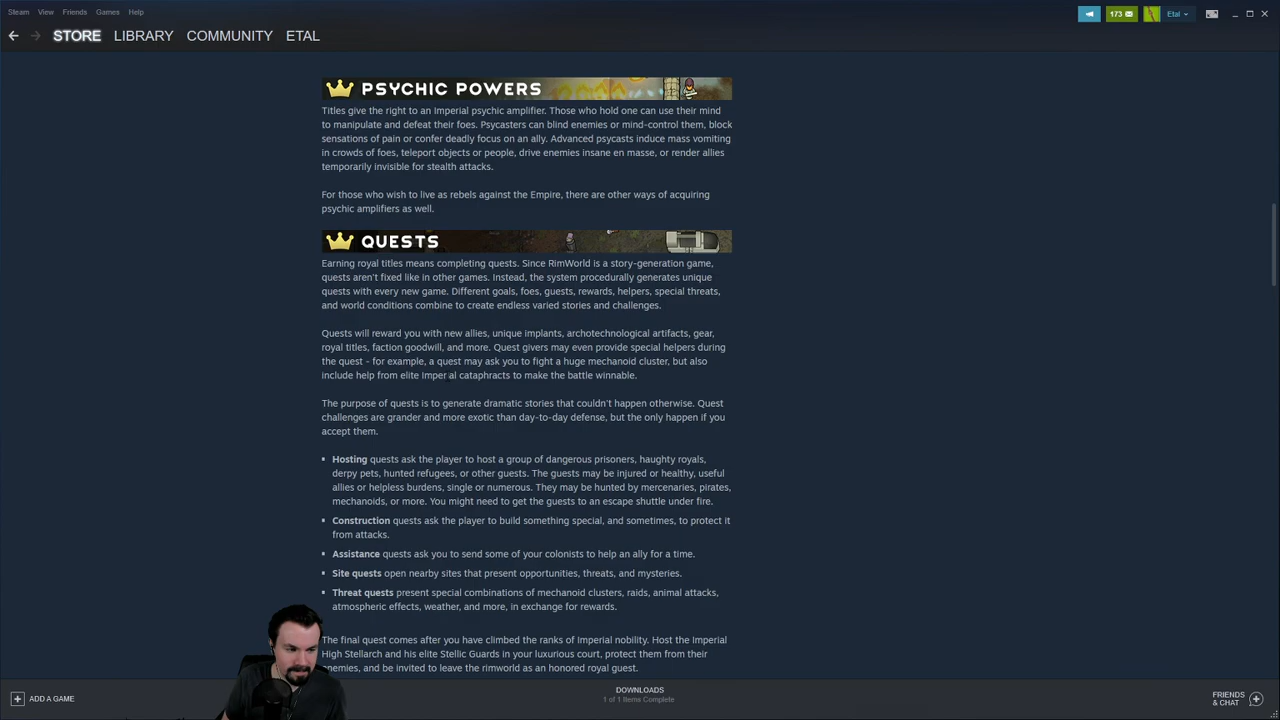 Steam View Friends Games Help
173 Etal
STORE LIBRARY COMMUNITY ETAL
PSYCHIC POWERS
Titles give the right to an Imperial psychic amplifier. Those who hold one can use their mind
to manipulate and defeat their foes. Psycasters can blind enemies or mind-control them, block
sensations of pain or confer deadly focus on an ally. Advanced psycasts induce mass vomiting
in crowds of foes, teleport objects or people, drive enemies insane en masse, or render allies
temporarily invisible for stealth attacks.
For those who wish to live as rebels against the Empire, there are other ways of acquiring
psychic amplifiers as well.
QUESTS
Earning royal titles means completing quests. Since RimWorld is a story-generation game,
quests aren't fixed like in other games. Instead, the system procedurally generates unique
quests with every new game. Different goals, foes, guests, rewards, helpers, special threats,
and world conditions combine to create endless varied stories and challenges.
Quests will reward you with new allies, unique implants, archotechnological artifacts, gear,
royal titles, faction goodwill, and more. Quest givers may even provide special helpers during
the quest - for example, a quest may ask you to fight a huge mechanoid cluster, but also
include help from elite Imperial cataphracts to make the battle winnable.
The purpose of quests is to generate dramatic stories that couldn't happen otherwise. Quest
challenges are grander and more exotic than day-to-day defense, but the only happen if you
accept them.
▪ Hosting quests ask the player to host a group of dangerous prisoners, haughty royals,
derpy pets, hunted refugees, or other guests. The guests may be injured or healthy, useful
allies or helpless burdens, single or numerous. They may be hunted by mercenaries, pirates,
mechanoids, or more. You might need to get the guests to an escape shuttle under fire.
▪ Construction quests ask the player to build something special, and sometimes, to protect it
from attacks.
▪ Assistance quests ask you to send some of your colonists to help an ally for a time.
▪ Site quests open nearby sites that present opportunities, threats, and mysteries.
▪ Threat quests present special combinations of mechanoid clusters, raids, animal attacks,
atmospheric effects, weather, and more, in exchange for rewards.
The final quest comes after you have climbed the ranks of Imperial nobility. Host the Imperial
High Stellarch and his elite Stellic Guards in your luxurious court, protect them from their
enemies, and be invited to leave the rimworld as an honored royal guest.
ADD A GAME
DOWNLOADS
1 of 1 Items Complete
FRIENDS
& CHAT